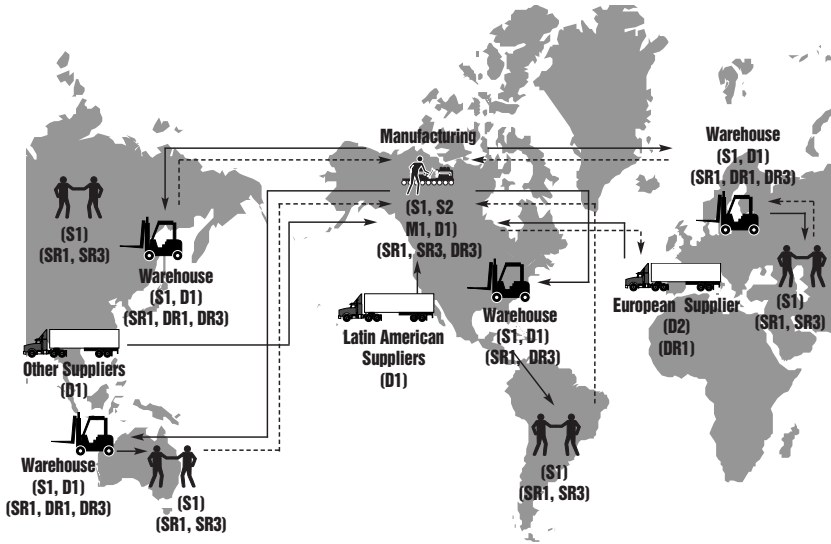 Manufacturing
(S1, S2
M1, D1)
(SR1, SR3, DR3)
Warehouse
(S1, D1)
(SR1, DR1, DR3)
(S1)
(SR1, SR3)
Warehouse
(S1, D1)
(SR1, DR1, DR3)
Other Suppliers
(D1)
Latin American
Suppliers
(D1)
Warehouse
(S1, D1)
(SR1, DR3)
European Supplier
(D2)
(DR1)
(S1)
(SR1, SR3)
Warehouse
(S1, D1)
(SR1, DR1, DR3)
(S1)
(SR1, SR3)
(S1)
(SR1, SR3)